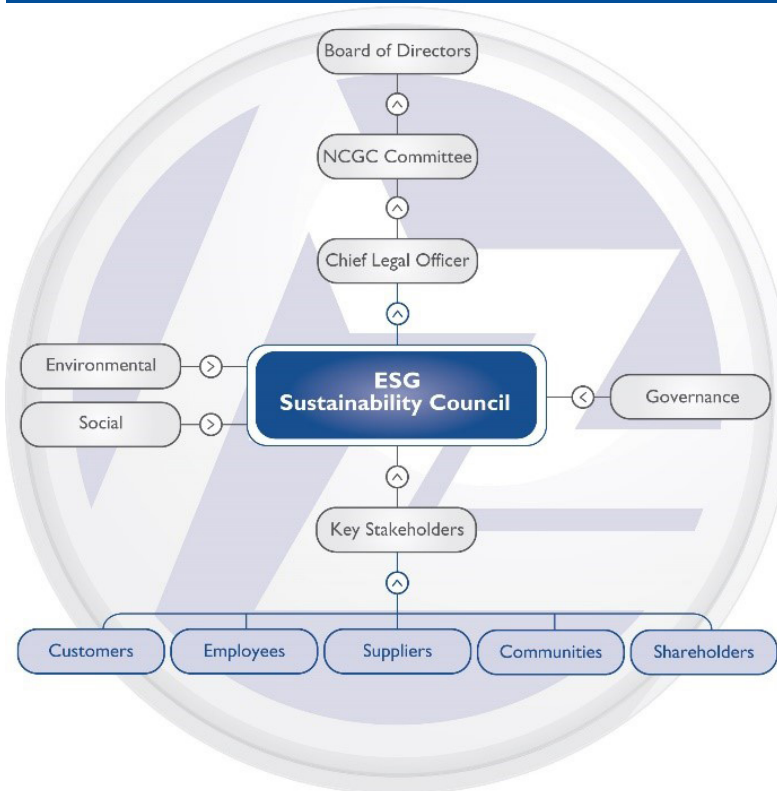 Board of Directors
NCGC Committee
Chief Legal Officer
Environmental
ESG
Sustainability Council
Social
Governance
Key Stakeholders
Customers
Employees
Suppliers
Communities
Shareholders